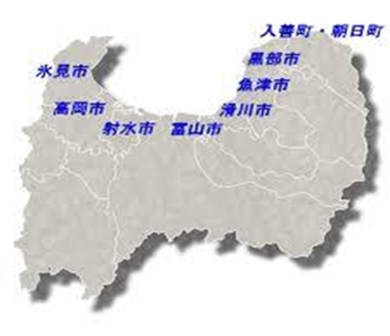 入善町・朝日町
黒部市
氷見市
魚津市
高岡市
滑川市
射水市
富山市